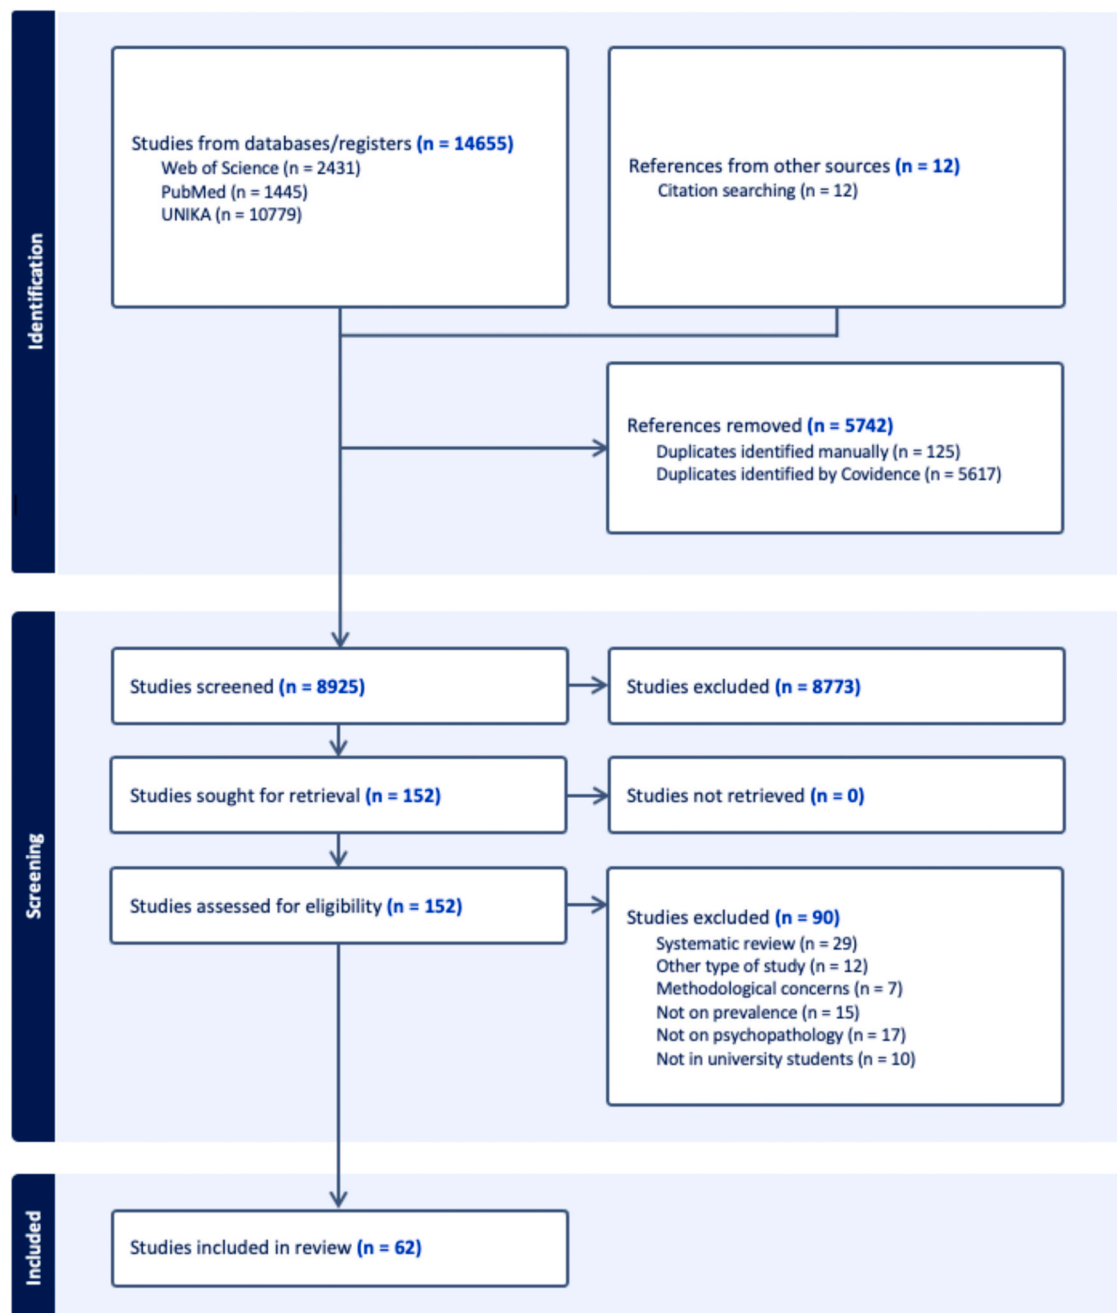 Identification
Studies from databases/registers (n = 14655)
Web of Science (n = 2431)
PubMed (n = 1445)
UNIKA (n = 10779)
References from other sources (n = 12)
Citation searching (n = 12)
References removed (n = 5742)
Duplicates identified manually (n = 125)
Duplicates identified by Covidence (n = 5617)
Screening
Studies screened (n = 8925)
Studies excluded (n = 8773)
Studies sought for retrieval (n = 152)
Studies not retrieved (n = 0)
Studies assessed for eligibility (n = 152)
Studies excluded (n = 90)
Systematic review (n = 29)
Other type of study (n = 12)
Methodological concerns (n = 7)
Not on prevalence (n = 15)
Not on psychopathology (n = 17)
Not in university students (n = 10)
Included
Studies included in review (n = 62)